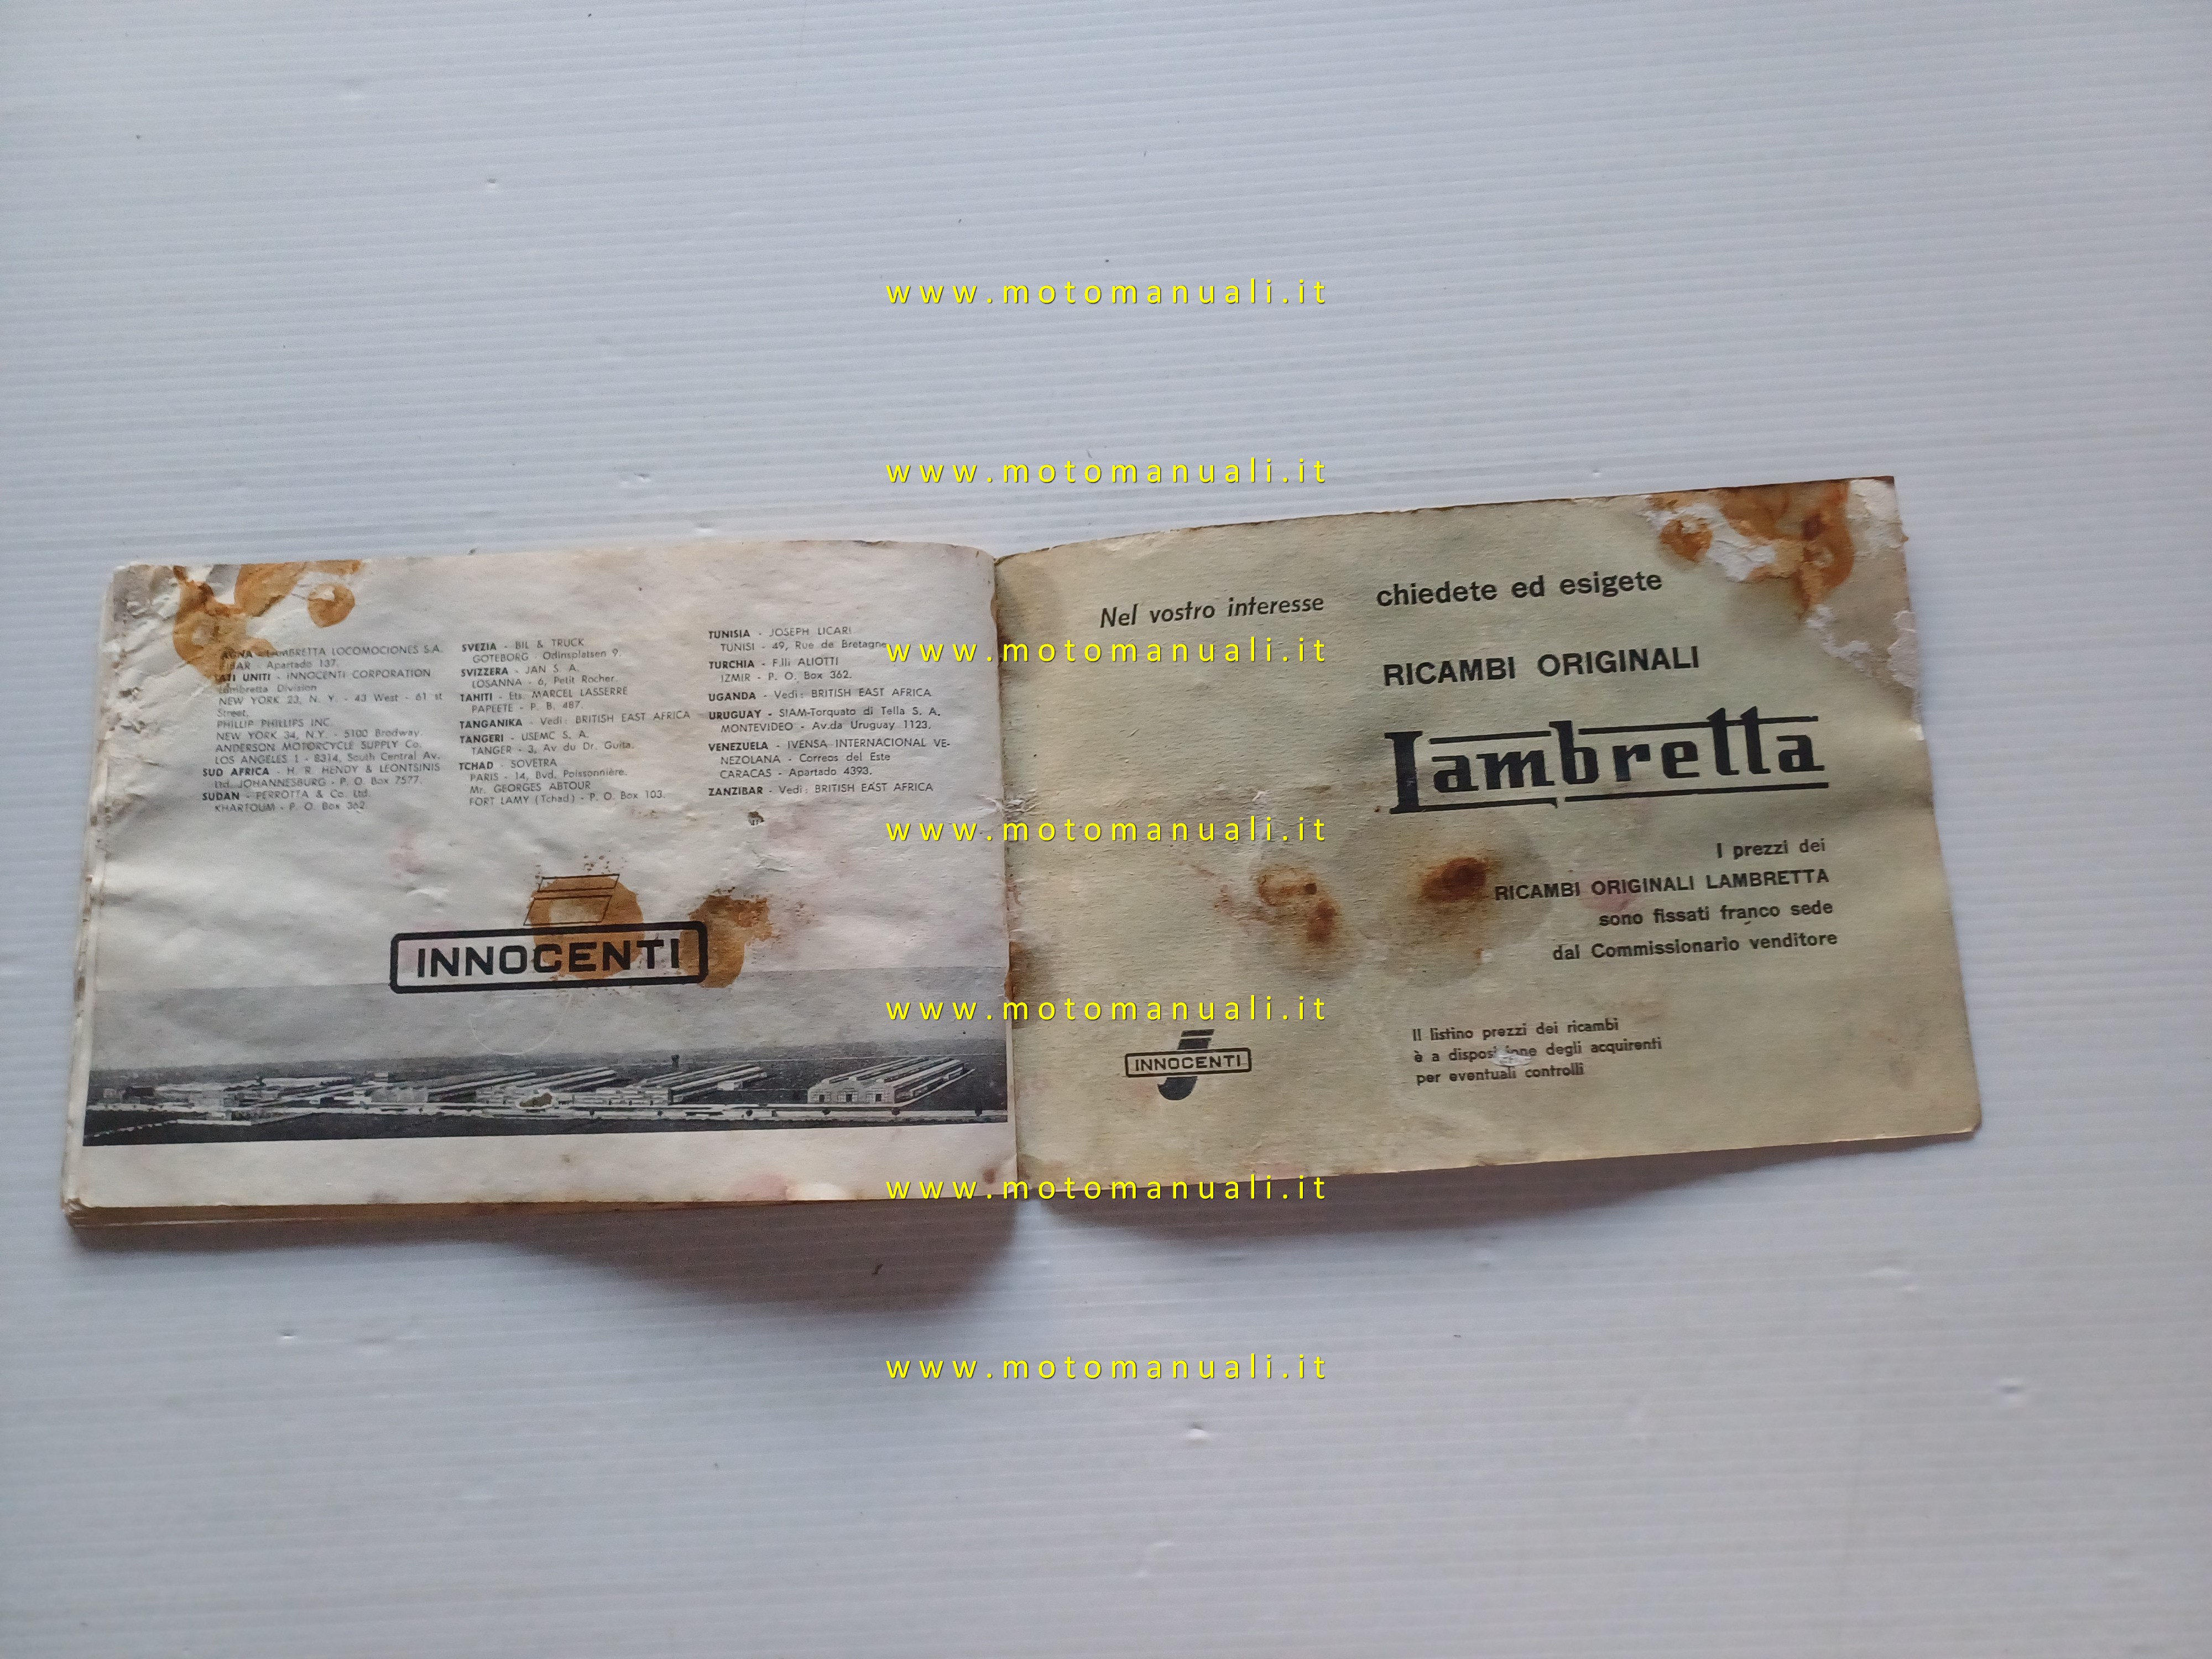 LAMBRETTA LOCOMOCIONES S.A.
- Apartado 137.
UNITI - INNOCENTI CORPORATION
Lambretta Division
NEW YORK 23, N. Y. - 43 West - 61 st
Street.
PHILLIP PHILLIPS INC.
NEW YORK 34, N.Y. - 5100 Brodway.
ANDERSON MOTORCYCLE SUPPLY Co.
LOS ANGELES 1 - 8314, South Central Av.
SUD AFRICA - H. R. HENDY & LEONTSINIS
Ltd. JOHANNESBURG - P. O. Box 7577.
SUDAN - PERROTTA & Co. Ltd.
KHARTOUM - P. O. Box 362.
SVEZIA - BIL & TRUCK
GOTEBORG - Odinsplatsen 9.
SVIZZERA - JAN S. A.
LOSANNA - 6, Petit Rocher.
TAHITI - Ets. MARCEL LASSERRE
PAPLETE - P. B. 487.
TANGANIKA - Vedi: BRITISH EAST AFRICA
TANGERI - USEMC S. A.
TANGER - 3, Av. du Dr. Guita.
TCHAD - SOVETRA
PARIS - 14, Bvd. Poissonnière.
Mr. GEORGES ABTOUR
FORT LAMY (Tchad) - P. O. Box 103.
TUNISIA - JOSEPH LICARI
TUNISI - 49, Rue de Bretagne
TURCHIA - F.lli ALIOTTI
IZMIR - P. O. Box 362.
UGANDA - Vedi: BRITISH EAST AFRICA
URUGUAY - SIAM-Torquato di Tella S. A.
MONTEVIDEO - Av.da Uruguay 1123.
VENEZUELA - IVENSA INTERNACIONAL VE-
NEZOLANA - Correos del Este
CARACAS - Apartado 4393.
ZANZIBAR - Vedi: BRITISH EAST AFRICA
INNOCENTI
Nel vostro interesse chiedete ed esigete
RICAMBI ORIGINALI
Lambretta
I prezzi dei
RICAMBI ORIGINALI LAMBRETTA
sono fissati franco sede
dal Commissionario venditore
INNOCENTI
Il listino prezzi dei ricambi
è a disposizione degli acquirenti
per eventuali controlli
www.motomanuali.it
www.motomanuali.it
www.motomanuali.it
www.motomanuali.it
www.motomanuali.it
www.motomanuali.it
www.motomanuali.it